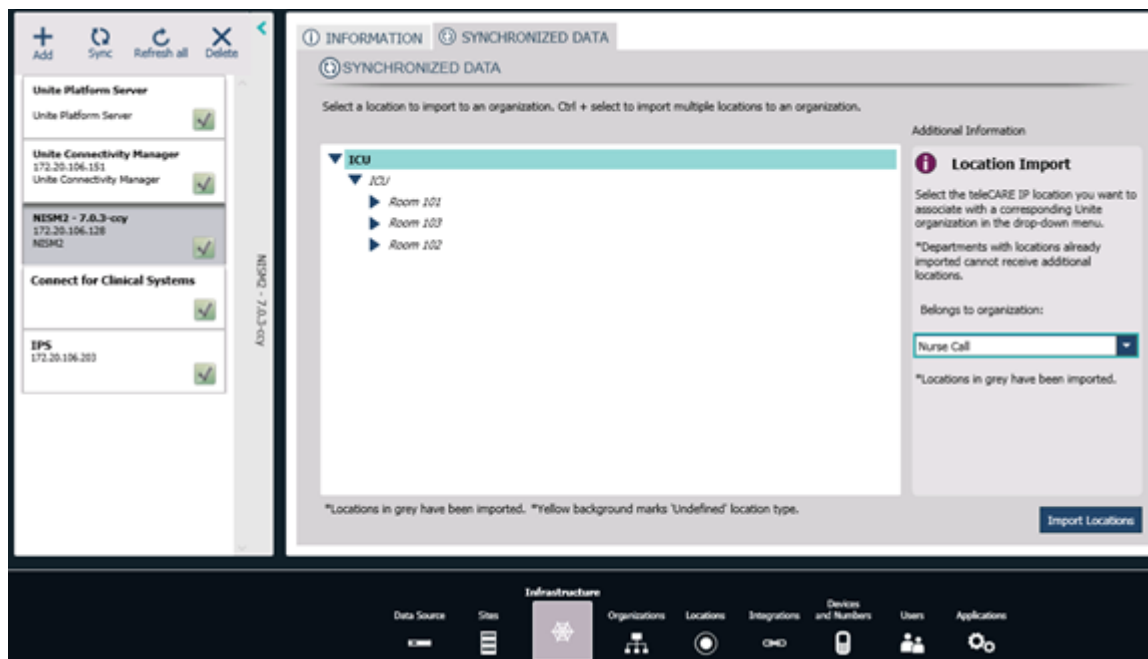 Add
Sync
Refresh all
Delete
Unite Platform Server
Unite Platform Server
Unite Connectivity Manager
172.20.106.151
Unite Connectivity Manager
NISM2 - 7.0.3-ccy
172.20.106.128
NISM2
Connect for Clinical Systems
IPS
172.20.106.203
NISM2 - 7.0.3-ccy
INFORMATION
SYNCHRONIZED DATA
SYNCHRONIZED DATA
Select a location to import to an organization. Ctrl + select to import multiple locations to an organization.
ICU
ICU
Room 101
Room 103
Room 102
*Locations in grey have been imported. *Yellow background marks 'Undefined' location type.
Additional Information
Location Import
Select the teleCARE IP location you want to
associate with a corresponding Unite
organization in the drop-down menu.
*Departments with locations already
imported cannot receive additional
locations.
Belongs to organization:
Nurse Call
*Locations in grey have been imported.
Import Locations
Data Source
Sites
Infrastructure
Organizations
Locations
Integrations
Devices
and Numbers
Users
Applications